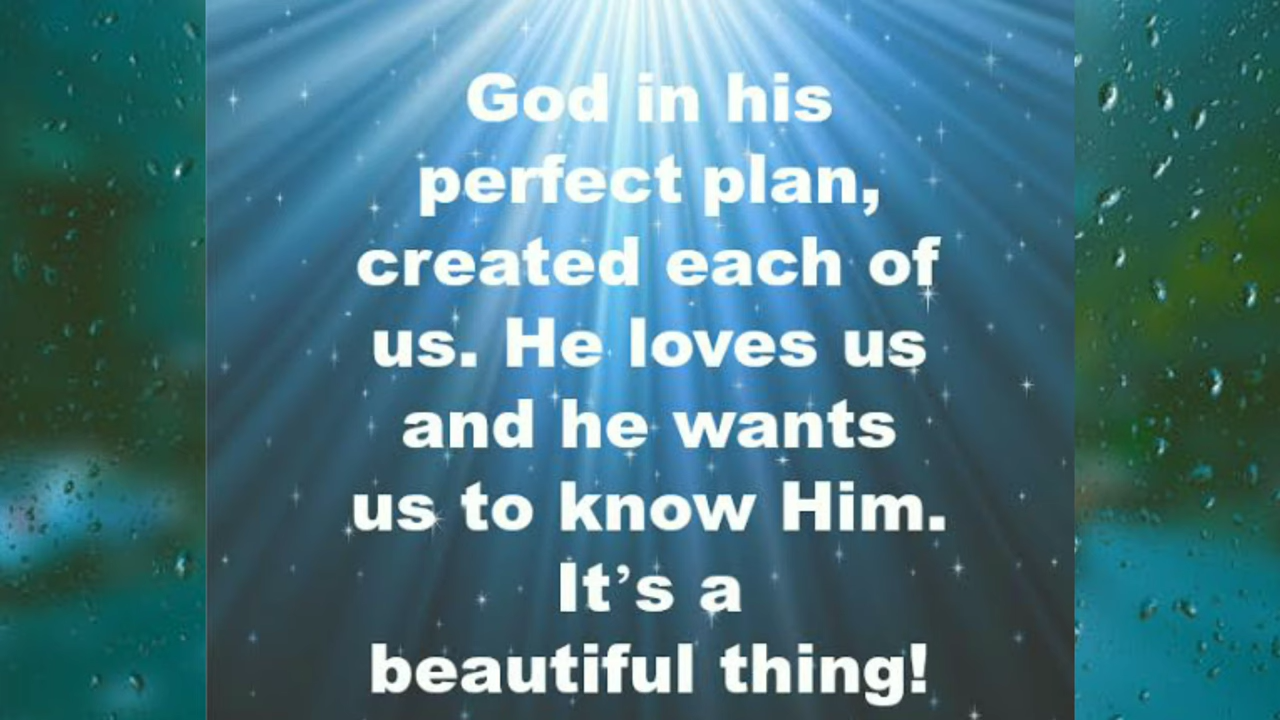 God in his
perfect plan,
created each of
us. He loves us
and he wants
us to know Him.
It’s a
beautiful thing!